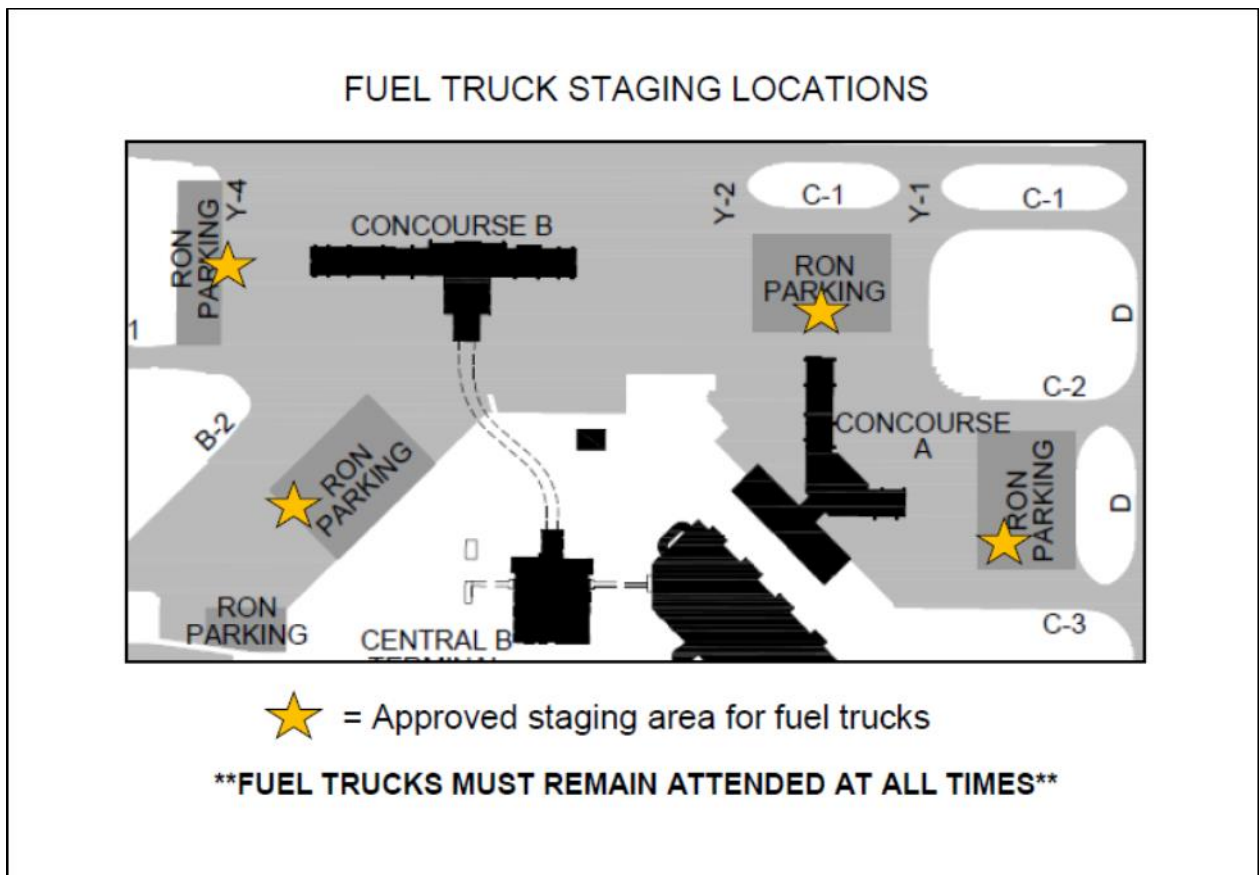 FUEL TRUCK STAGING LOCATIONS
RON
PARKING
Y-4
CONCOURSE B
Y-2
C-1
Y-1
C-1
RON
PARKING
D
1
C-2
B-2
CONCOURSE
A
RON
PARKING
RON
PARKING
D
RON
PARKING
C-3
CENTRAL B
TERMINAL
= Approved staging area for fuel trucks
**FUEL TRUCKS MUST REMAIN ATTENDED AT ALL TIMES**